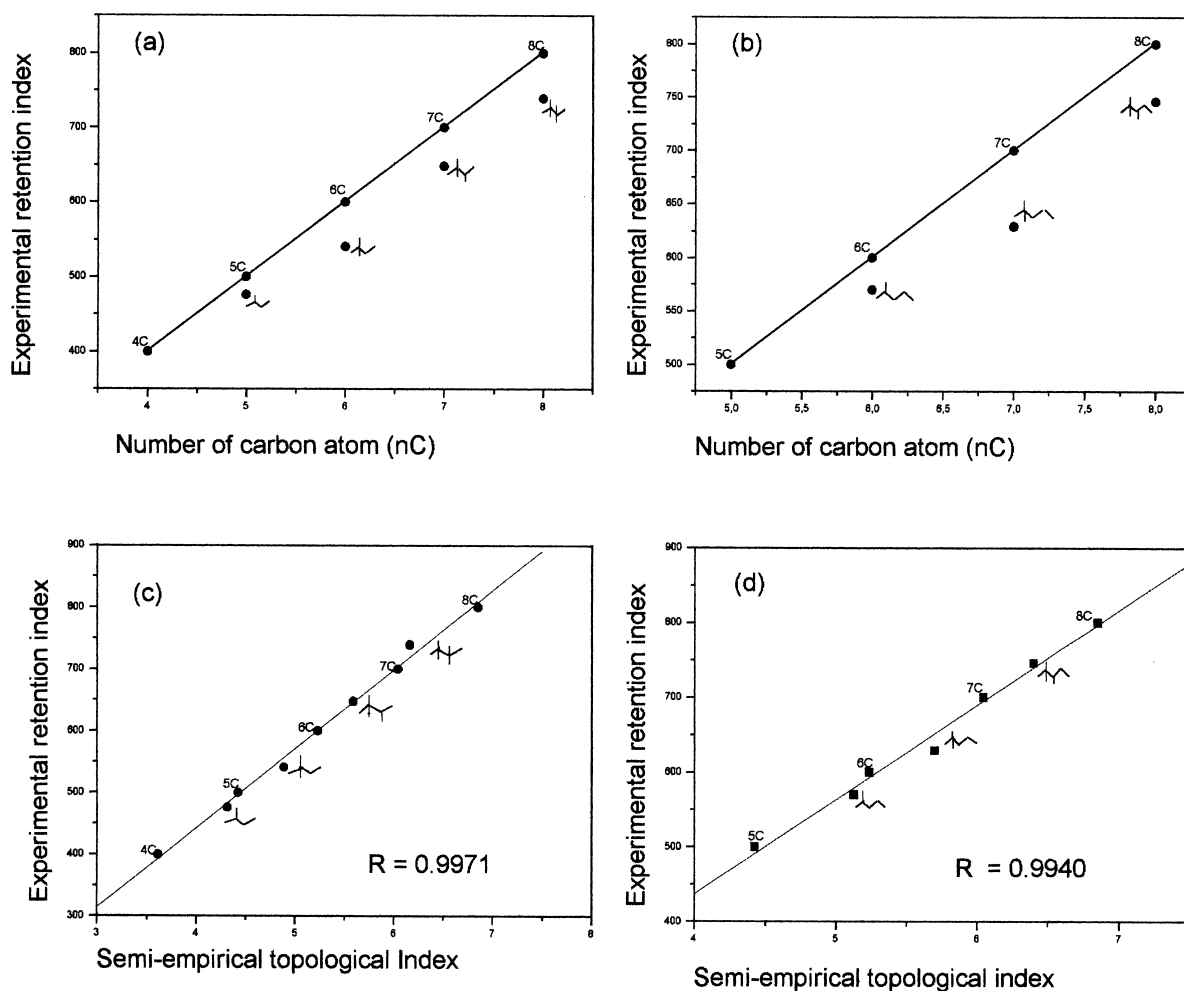 (a)
Experimental retention index
800
700
600
500
400
4C
5C
6C
7C
8C
4
5
6
7
8
Number of carbon atom (nC)
(b)
Experimental retention index
800
750
700
650
600
550
500
5C
6C
7C
8C
5,0
5,5
6,0
6,5
7,0
7,5
8,0
Number of carbon atom (nC)
(c)
Experimental retention index
900
800
700
600
500
400
300
4C
5C
6C
7C
8C
R = 0.9971
3
4
5
6
7
8
Semi-empirical topological Index
(d)
Experimental retention index
900
800
700
600
500
400
5C
6C
7C
8C
R = 0.9940
4
5
6
7
Semi-empirical topological index